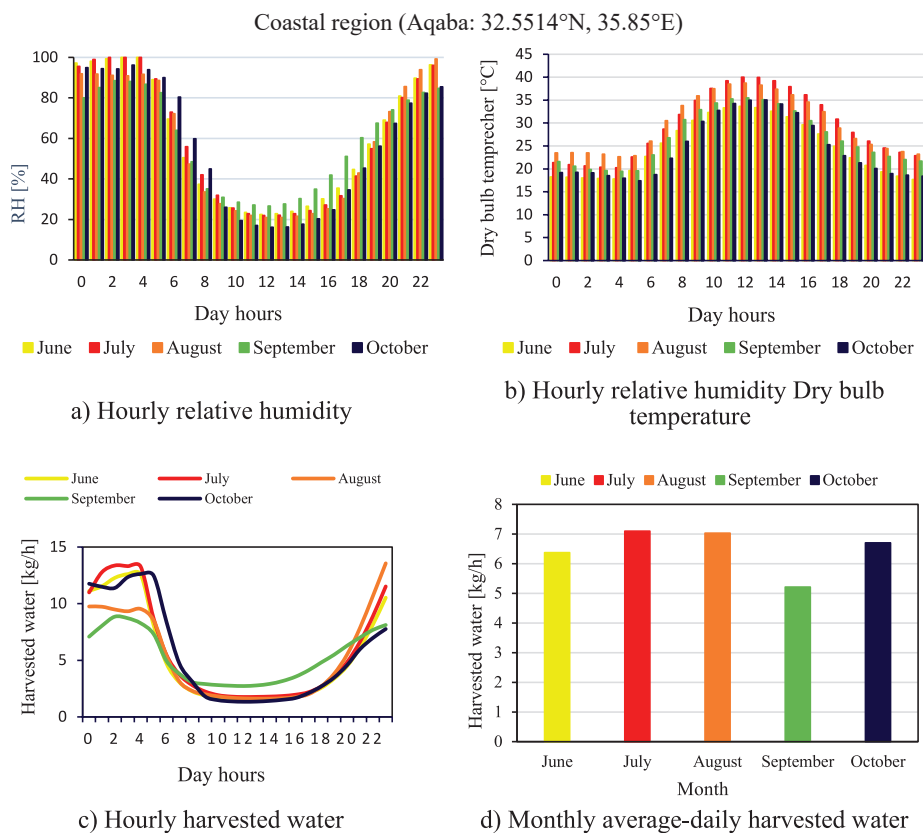 Coastal region (Aqaba: 32.5514°N, 35.85°E)
100
80
60
40
20
0
RH [%]
0 2 4 6 8 10 12 14 16 18 20 22
Day hours
June July August September October
a) Hourly relative humidity
45
40
35
30
25
20
15
10
5
0
Dry bulb temprecher [°C]
0 2 4 6 8 10 12 14 16 18 20 22
Day hours
June July August September October
b) Hourly relative humidity Dry bulb
temperature
June July August
September October
15
10
5
0
Harvested water [kg/h]
0 2 4 6 8 10 12 14 16 18 20 22
Day hours
c) Hourly harvested water
June July August September October
8
7
6
5
4
3
2
1
0
Harvested water [kg/h]
June July August September October
Month
d) Monthly average-daily harvested water